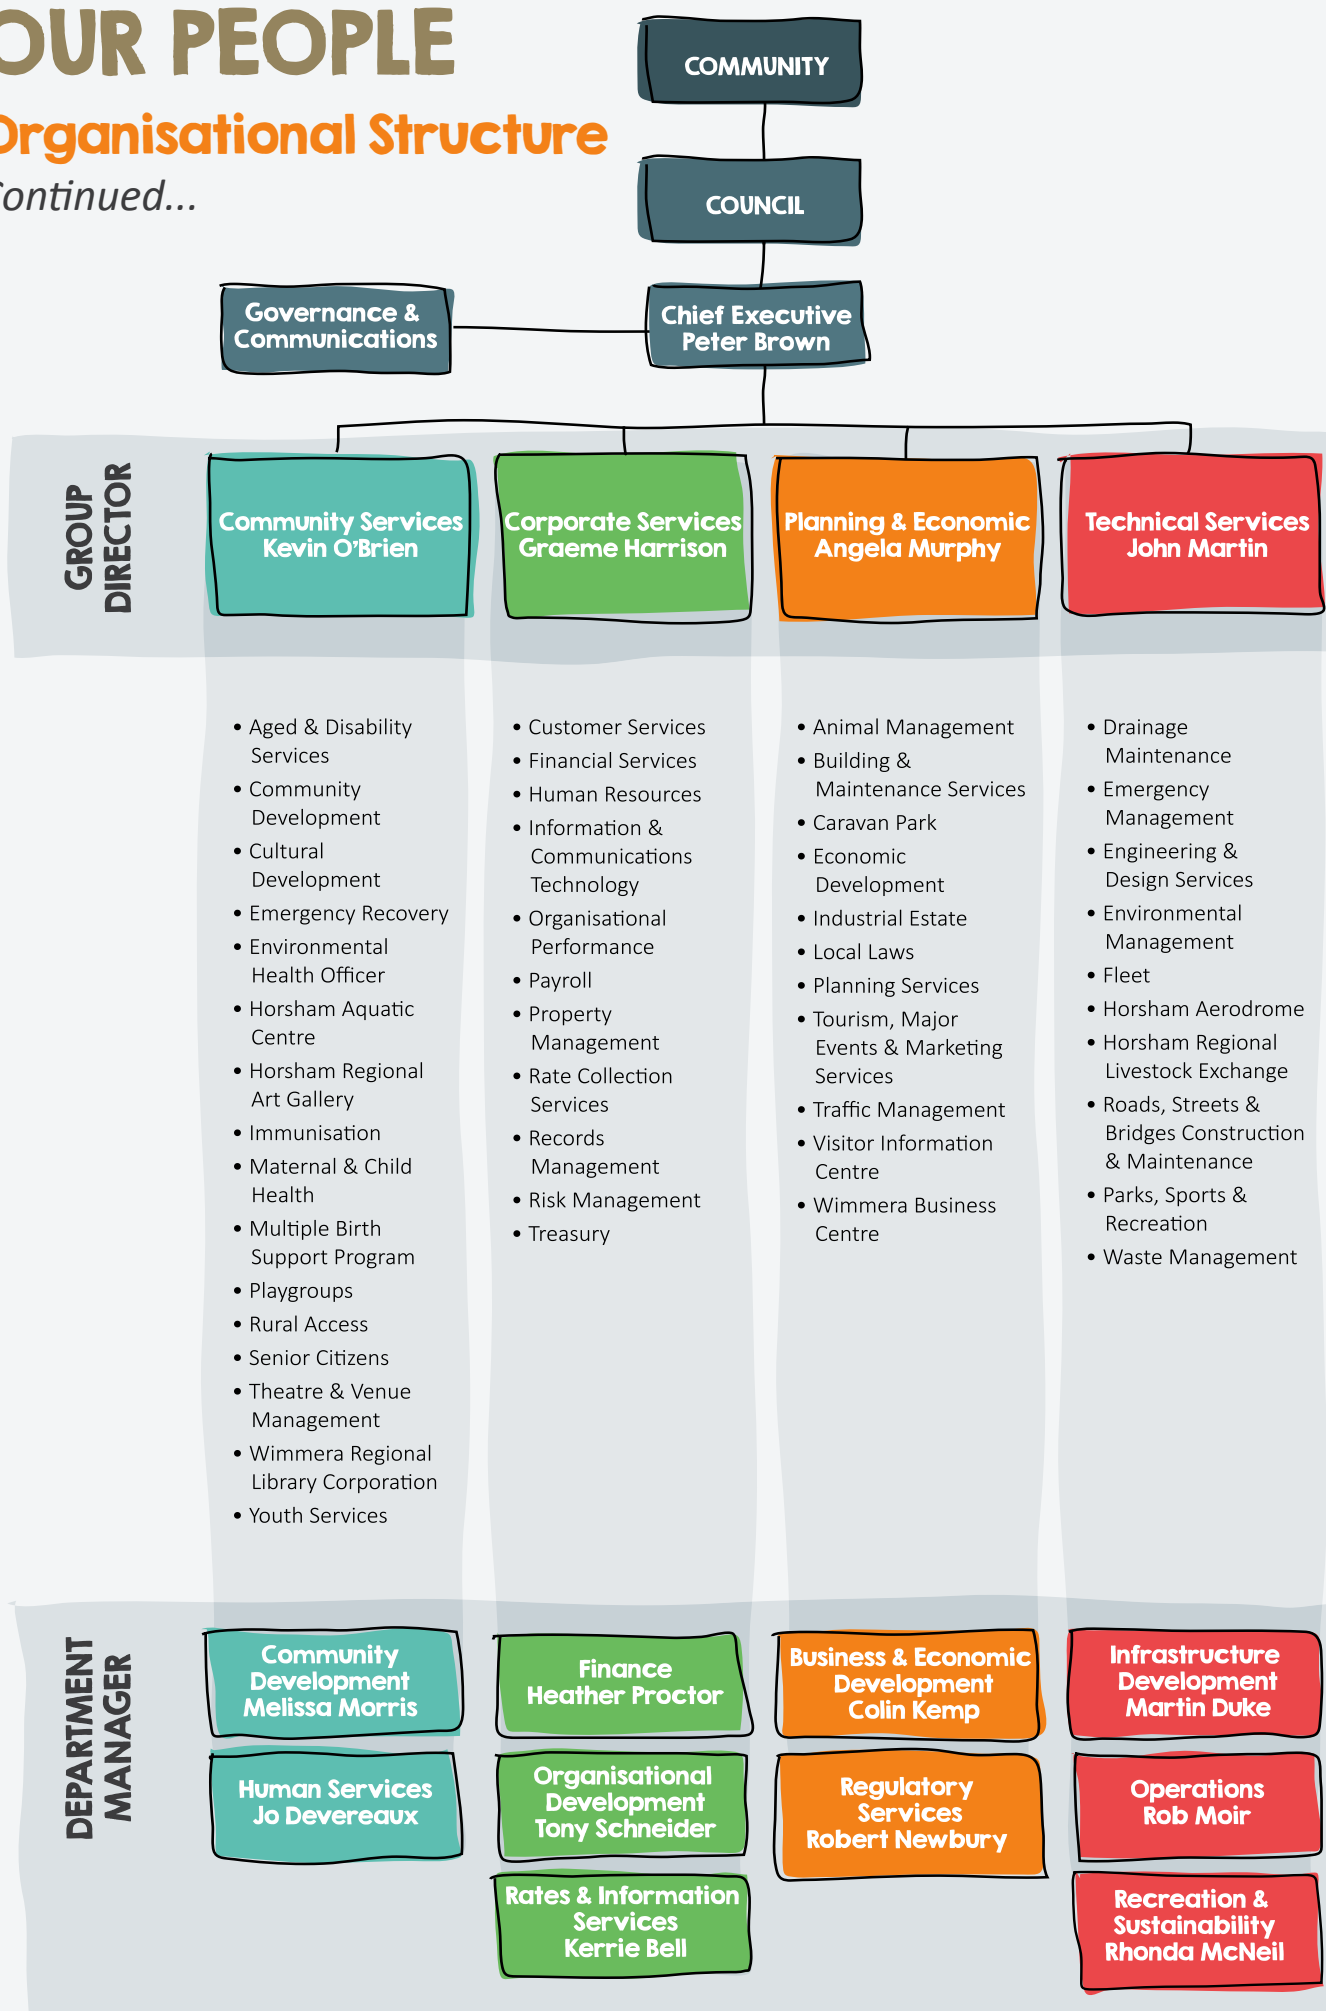 OUR PEOPLE
Organisational Structure
Continued...
COMMUNITY
COUNCIL
Governance &
Communications
Chief Executive
Peter Brown
GROUP
DIRECTOR
Community Services
Kevin O'Brien
Corporate Services
Graeme Harrison
Planning & Economic
Angela Murphy
Technical Services
John Martin
• Aged & Disability
Services
• Community
Development
• Cultural
Development
• Emergency Recovery
• Environmental
Health Officer
• Horsham Aquatic
Centre
• Horsham Regional
Art Gallery
• Immunisation
• Maternal & Child
Health
• Multiple Birth
Support Program
• Playgroups
• Rural Access
• Senior Citizens
• Theatre & Venue
Management
• Wimmera Regional
Library Corporation
• Youth Services
• Customer Services
• Financial Services
• Human Resources
• Information &
Communications
Technology
• Organisational
Performance
• Payroll
• Property
Management
• Rate Collection
Services
• Records
Management
• Risk Management
• Treasury
• Animal Management
• Building &
Maintenance Services
• Caravan Park
• Economic
Development
• Industrial Estate
• Local Laws
• Planning Services
• Tourism, Major
Events & Marketing
Services
• Traffic Management
• Visitor Information
Centre
• Wimmera Business
Centre
• Drainage
Maintenance
• Emergency
Management
• Engineering &
Design Services
• Environmental
Management
• Fleet
• Horsham Aerodrome
• Horsham Regional
Livestock Exchange
• Roads, Streets &
Bridges Construction
& Maintenance
• Parks, Sports &
Recreation
• Waste Management
DEPARTMENT
MANAGER
Community
Development
Melissa Morris
Human Services
Jo Devereaux
Finance
Heather Proctor
Organisational
Development
Tony Schneider
Rates & Information
Services
Kerrie Bell
Business & Economic
Development
Colin Kemp
Regulatory
Services
Robert Newbury
Infrastructure
Development
Martin Duke
Operations
Rob Moir
Recreation &
Sustainability
Rhonda McNeil